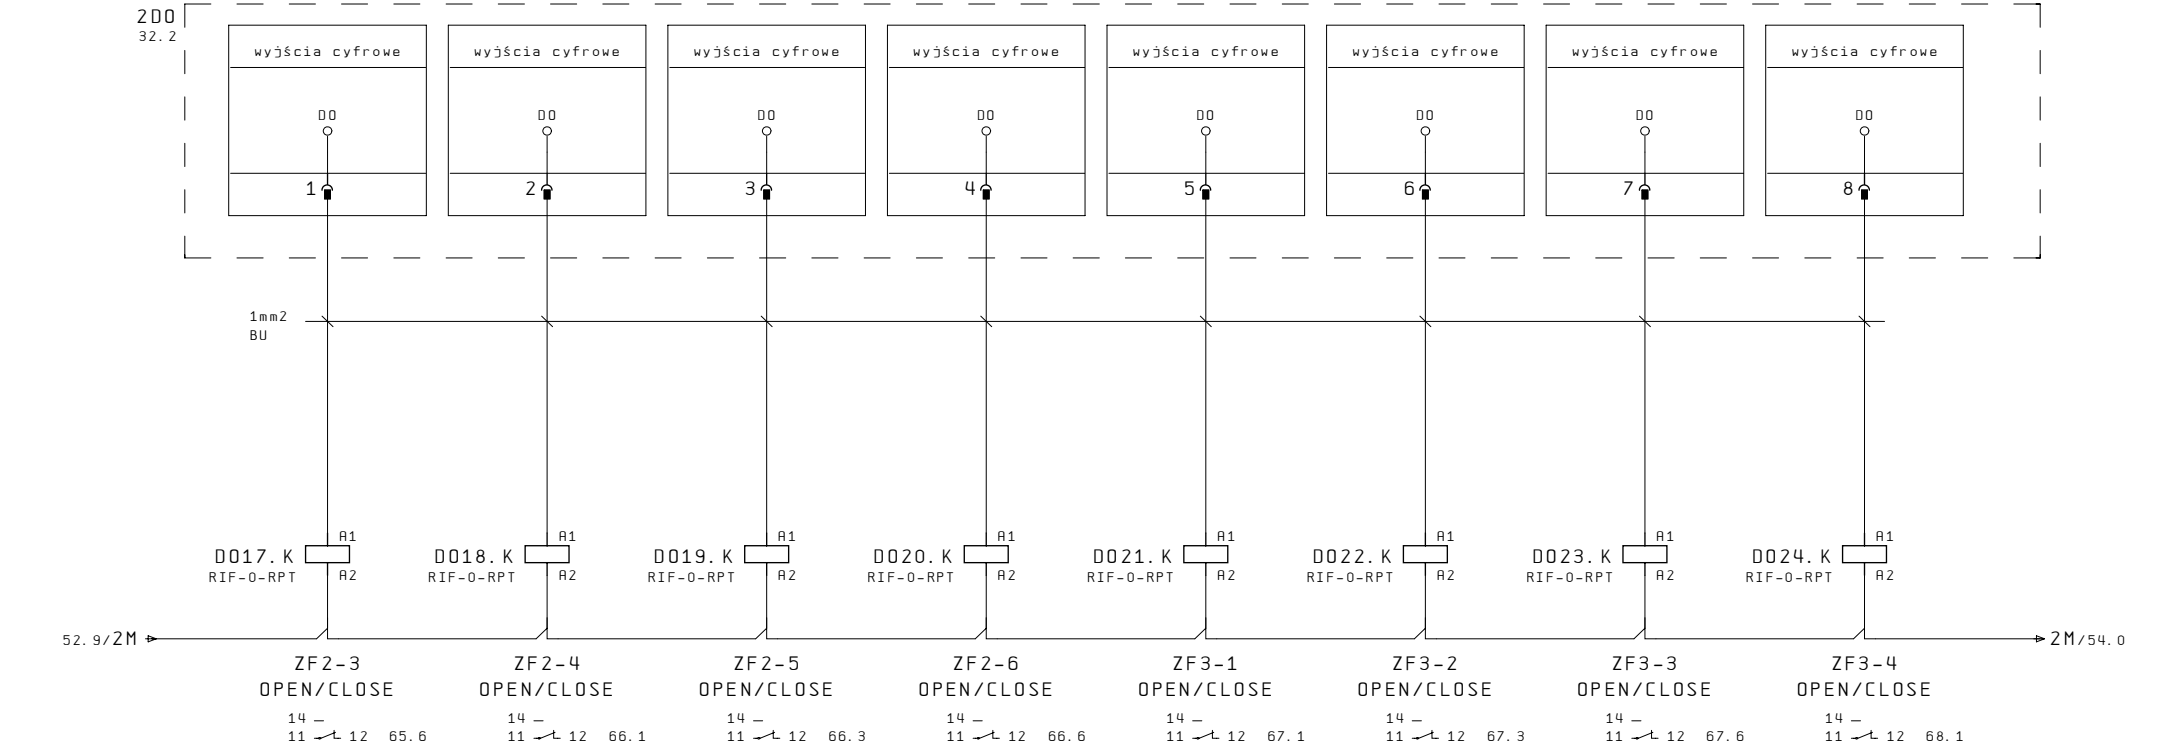 2DO
32.2
wyjścia cyfrowe wyjścia cyfrowe wyjścia cyfrowe wyjścia cyfrowe wyjścia cyfrowe wyjścia cyfrowe wyjścia cyfrowe wyjścia cyfrowe
DO DO DO DO DO DO DO DO
1 2 3 4 5 6 7 8
1mm2
BU
A1 A1 A1 A1 A1 A1 A1 A1
DO17.K DO18.K DO19.K DO20.K DO21.K DO22.K DO23.K DO24.K
RIF-0-RPT A2 RIF-0-RPT A2 RIF-0-RPT A2 RIF-0-RPT A2 RIF-0-RPT A2 RIF-0-RPT A2 RIF-0-RPT A2 RIF-0-RPT A2
52.9/2M 2M/54.0
ZF2-3 ZF2-4 ZF2-5 ZF2-6 ZF3-1 ZF3-2 ZF3-3 ZF3-4
OPEN/CLOSE OPEN/CLOSE OPEN/CLOSE OPEN/CLOSE OPEN/CLOSE OPEN/CLOSE OPEN/CLOSE OPEN/CLOSE
14 14 14 14 14 14 14 14
11 12 65.6 11 12 66.1 11 12 66.3 11 12 66.6 11 12 67.1 11 12 67.3 11 12 67.6 11 12 68.1